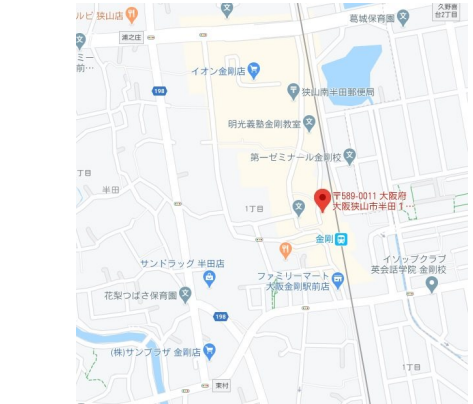 ルビ 狭山店
久野喜
台2丁目
葛城保育園
浦之庄
ミー
前…
イオン金剛店
198
狭山南半田郵便局
明光義塾金剛教室
第一ゼミナール金剛校
丁目
半田
〒589-0011 大阪府
大阪狭山市半田１…
1丁目
金剛
サンドラッグ 半田店
イソップクラブ
英会話学院 金剛校
ファミリーマート
大阪金剛駅前店
花梨つばさ保育園
198
(株)サンプラザ 金剛店
1丁目
東村